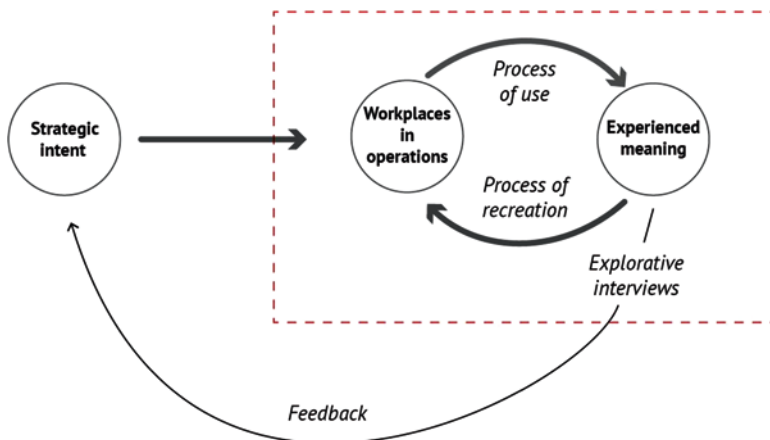 Strategic
intent
Workplaces
in
operations
Process
of use
Experienced
meaning
Process of
recreation
Explorative
interviews
Feedback